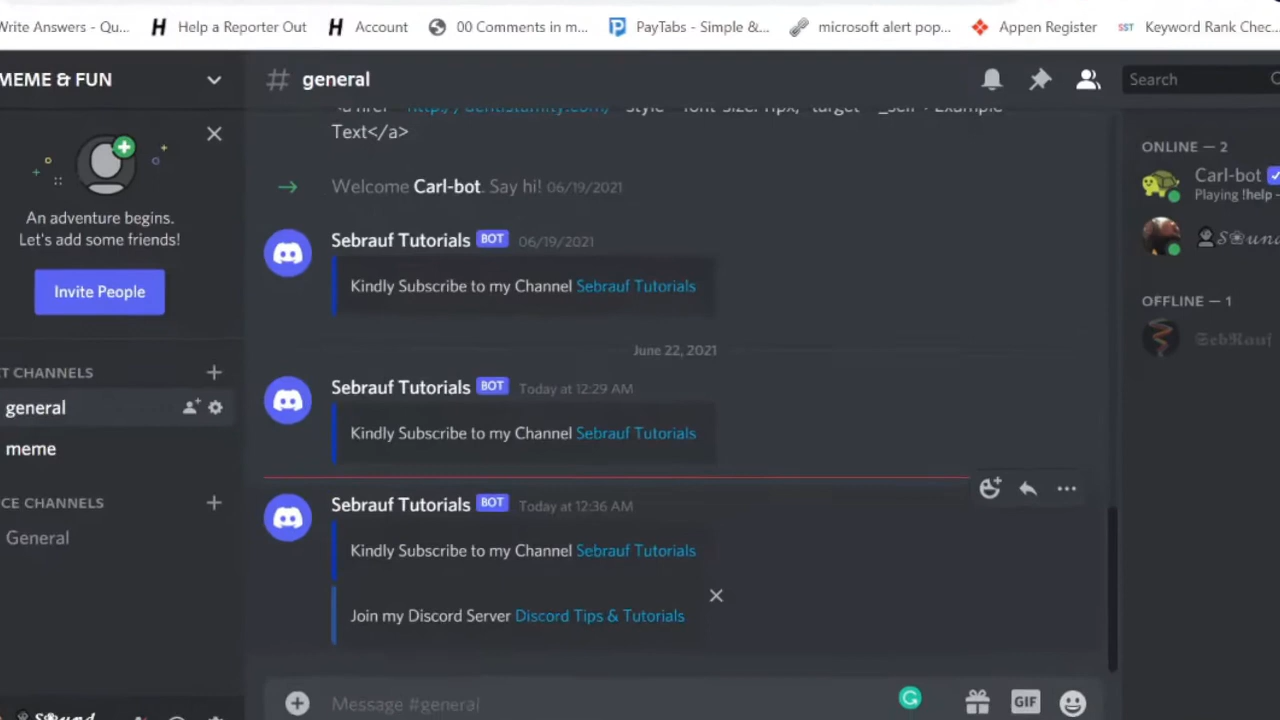 Write Answers - Qu...
Help a Reporter Out
Account
00 Comments in m...
PayTabs - Simple &...
microsoft alert pop...
Appen Register
SST Keyword Rank Chec...
MEME & FUN
general
Search
Text</a>
Welcome Carl-bot. Say hi! 06/19/2021
Sebrauf Tutorials BOT 06/19/2021
Kindly Subscribe to my Channel Sebrauf Tutorials
June 22, 2021
Sebrauf Tutorials BOT Today at 12:29 AM
Kindly Subscribe to my Channel Sebrauf Tutorials
Sebrauf Tutorials BOT Today at 12:36 AM
Kindly Subscribe to my Channel Sebrauf Tutorials
Join my Discord Server Discord Tips & Tutorials
Message #general
GIF
An adventure begins.
Let's add some friends!
Invite People
T CHANNELS
general
meme
CE CHANNELS
General
ONLINE — 2
Carl-bot
Playing !help -
OFFLINE — 1
𝕾𝖊𝖇𝕽𝖆𝖚𝖋